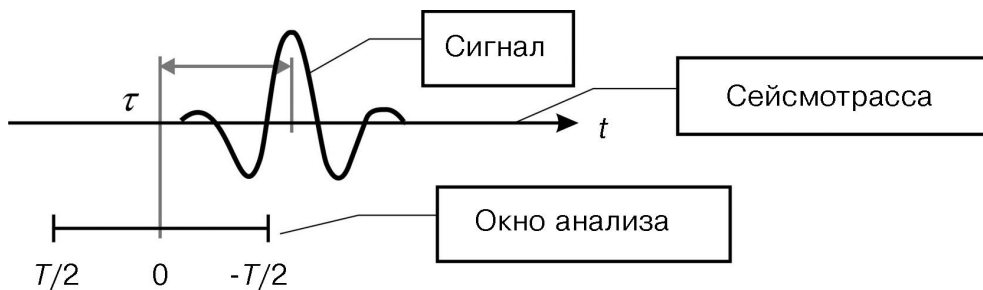 Сигнал
Сейсмотрасса
τ
t
Окно анализа
T/2 0 -T/2